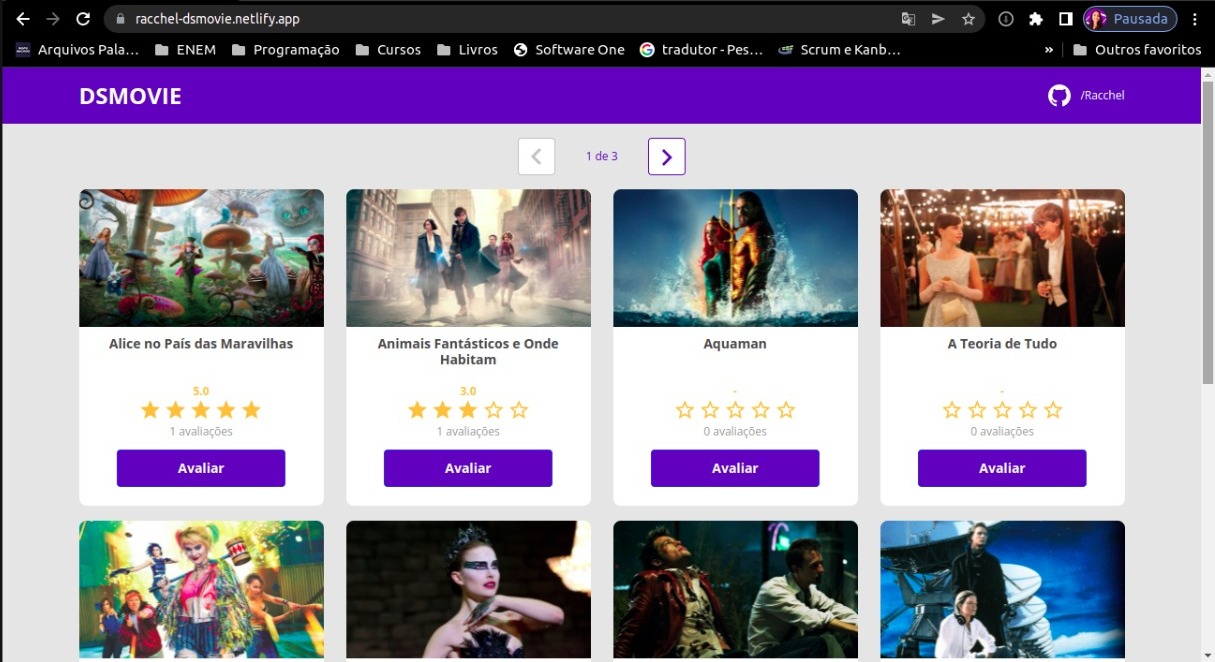 racchel-dsmovie.netlify.app
Pausada
Arquivos Pala...
ENEM
Programação
Cursos
Livros
Software One
tradutor - Pes...
Scrum e Kanb...
»
Outros favoritos
DSMOVIE
/Racchel
1 de 3
Alice no País das Maravilhas
5.0
1 avaliações
Avaliar
Animais Fantásticos e Onde
Habitam
3.0
1 avaliações
Avaliar
Aquaman
-
0 avaliações
Avaliar
A Teoria de Tudo
-
0 avaliações
Avaliar